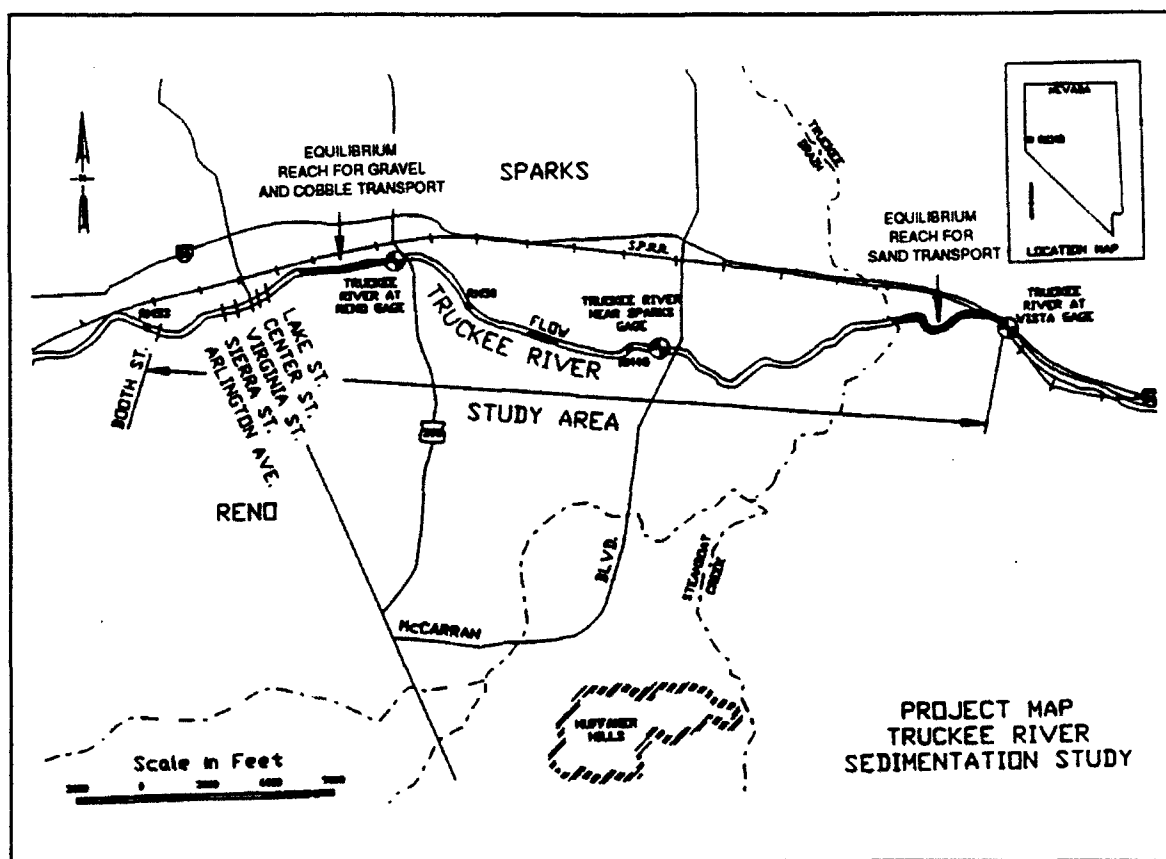 NEVADA
RENO
LOCATION MAP
TRUCKEE
DRAIN
EQUILIBRIUM
REACH FOR GRAVEL
AND COBBLE TRANSPORT
SPARKS
EQUILIBRIUM
REACH FOR
SAND TRANSPORT
S.P.R.R.
TRUCKEE
RIVER AT
RENO GAGE
TRUCKEE RIVER
NEAR SPARKS
GAGE
TRUCKEE
RIVER AT
VISTA GAGE
FLOW
TRUCKEE RIVER
LAKE ST.
CENTER ST.
VIRGINIA ST.
SIERRA ST.
ARLINGTON AVE.
BOOTH ST.
STUDY AREA
RENO
BLVD.
McCARRAN
STEAMBOAT
CREEK
HUFFAKER
HILLS
Scale in Feet
0
PROJECT MAP
TRUCKEE RIVER
SEDIMENTATION STUDY